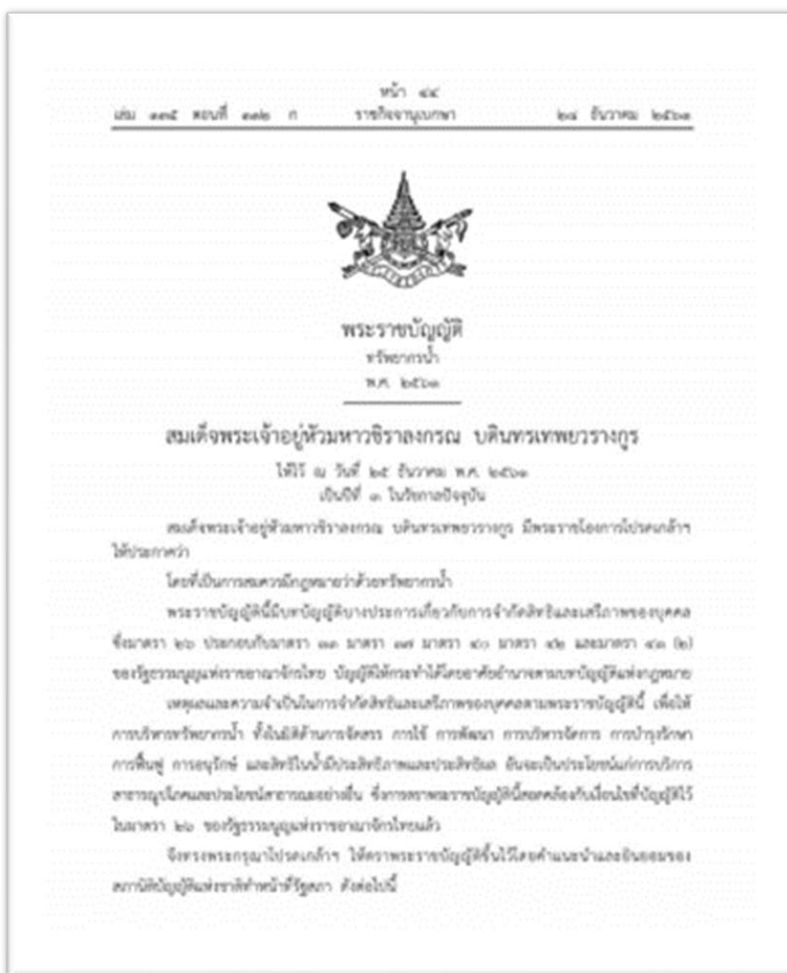 หน้า ๔๔
เล่ม ๑๓๕ ตอนที่ ๑๑๒ ก ราชกิจจานุเบกษา ๒๘ ธันวาคม ๒๕๖๑
พระราชบัญญัติ
ทรัพยากรน้ำ
พ.ศ. ๒๕๖๑
สมเด็จพระเจ้าอยู่หัวมหาวชิราลงกรณ บดินทรเทพยวรางกูร
ให้ไว้ ณ วันที่ ๒๕ ธันวาคม พ.ศ. ๒๕๖๑
เป็นปีที่ ๓ ในรัชกาลปัจจุบัน
สมเด็จพระเจ้าอยู่หัวมหาวชิราลงกรณ บดินทรเทพยวรางกูร มีพระราชโองการโปรดเกล้าฯ
ให้ประกาศว่า
โดยที่เป็นการสมควรมีกฎหมายว่าด้วยทรัพยากรน้ำ
พระราชบัญญัตินี้มีบทบัญญัติบางประการเกี่ยวกับการจำกัดสิทธิและเสรีภาพของบุคคล
ซึ่งมาตรา ๒๖ ประกอบกับมาตรา ๓๓ มาตรา ๓๗ มาตรา ๔๐ มาตรา ๔๒ และมาตรา ๔๓ (๒)
ของรัฐธรรมนูญแห่งราชอาณาจักรไทย บัญญัติให้กระทำได้โดยอาศัยอำนาจตามบทบัญญัติแห่งกฎหมาย
เหตุผลและความจำเป็นในการจำกัดสิทธิและเสรีภาพของบุคคลตามพระราชบัญญัตินี้ เพื่อให้
การบริหารทรัพยากรน้ำ ทั้งในมิติด้านการจัดสรร การใช้ การพัฒนา การบริหารจัดการ การบำรุงรักษา
การฟื้นฟู การอนุรักษ์ และสิทธิในน้ำมีประสิทธิภาพและประสิทธิผล อันจะเป็นประโยชน์แก่การบริการ
สาธารณูปโภคและประโยชน์สาธารณะอย่างอื่น ซึ่งการตราพระราชบัญญัตินี้สอดคล้องกับเงื่อนไขที่บัญญัติไว้
ในมาตรา ๒๖ ของรัฐธรรมนูญแห่งราชอาณาจักรไทยแล้ว
จึงทรงพระกรุณาโปรดเกล้าฯ ให้ตราพระราชบัญญัติขึ้นไว้โดยคำแนะนำและยินยอมของ
สภานิติบัญญัติแห่งชาติทำหน้าที่รัฐสภา ดังต่อไปนี้